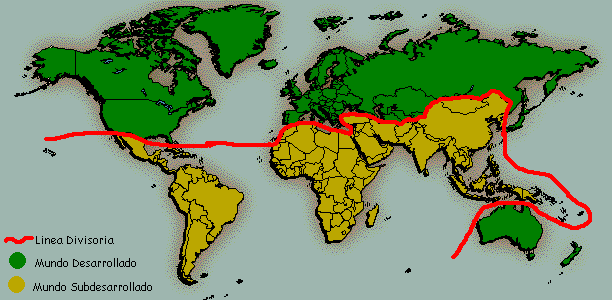 Linea Divisoria
Mundo Desarrollado
Mundo Subdesarrollado